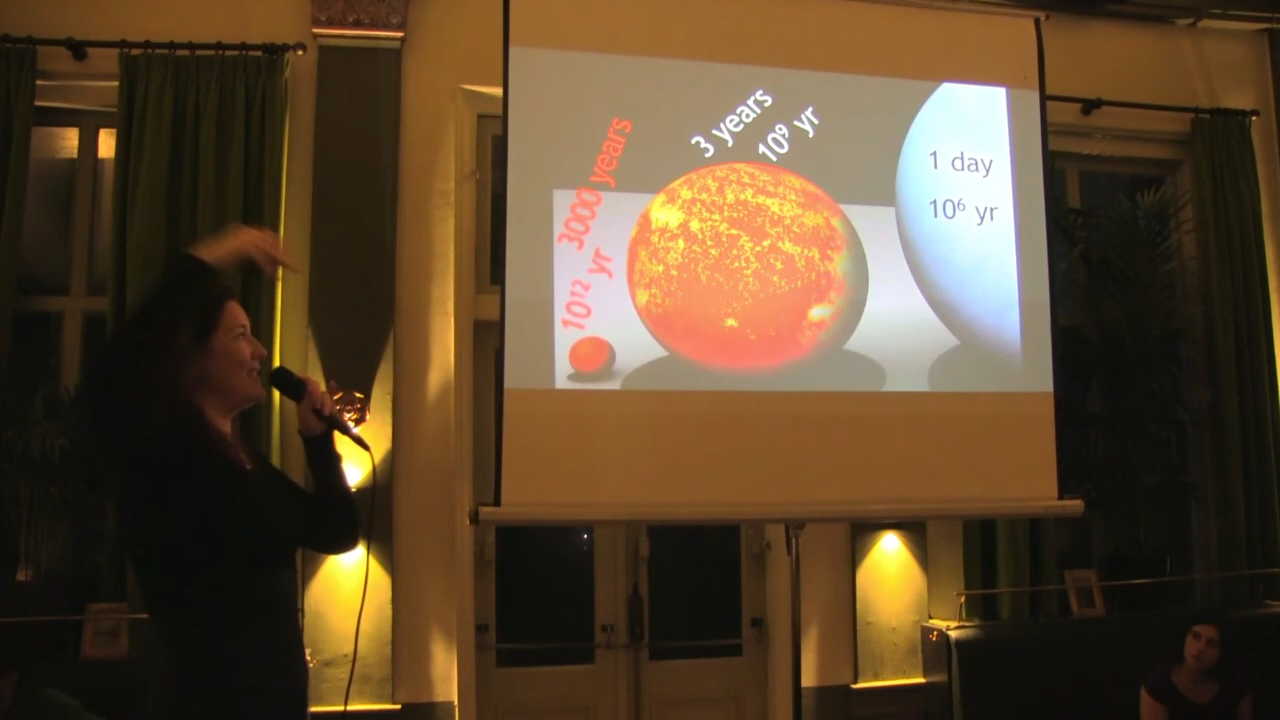 3000 years
10¹² yr
3 years
10⁹ yr
1 day
10⁶ yr